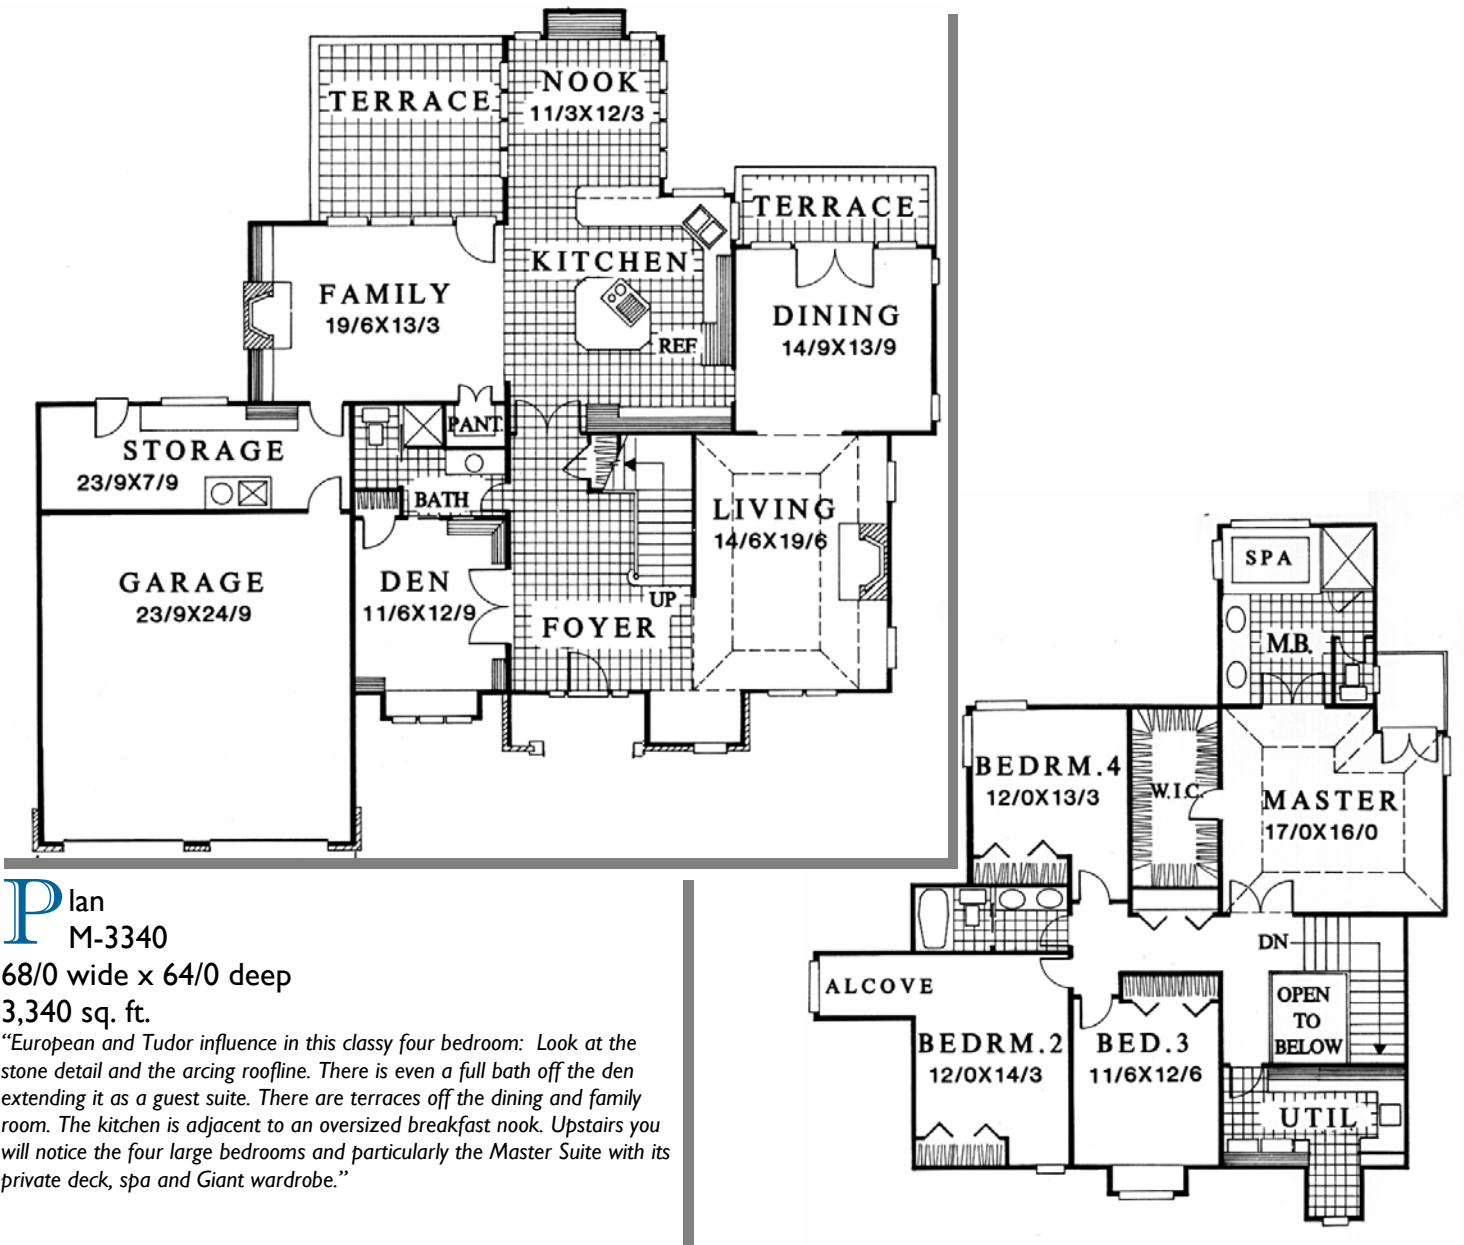 NOOK
11/3X12/3
TERRACE
TERRACE
KITCHEN
FAMILY
19/6X13/3
DINING
14/9X13/9
REF.
PANT.
STORAGE
23/9X7/9
BATH
LIVING
14/6X19/6
GARAGE
23/9X24/9
DEN
11/6X12/9
UP
FOYER
SPA
M.B.
BEDRM.4
12/0X13/3
W.I.C.
MASTER
17/0X16/0
DN
ALCOVE
OPEN
TO
BELOW
BEDRM.2
12/0X14/3
BED.3
11/6X12/6
UTIL
Plan
M-3340
68/0 wide x 64/0 deep
3,340 sq. ft.
“European and Tudor influence in this classy four bedroom:  Look at the
stone detail and the arcing roofline. There is even a full bath off the den
extending it as a guest suite. There are terraces off the dining and family
room. The kitchen is adjacent to an oversized breakfast nook. Upstairs you
will notice the four large bedrooms and particularly the Master Suite with its
private deck, spa and Giant wardrobe.”